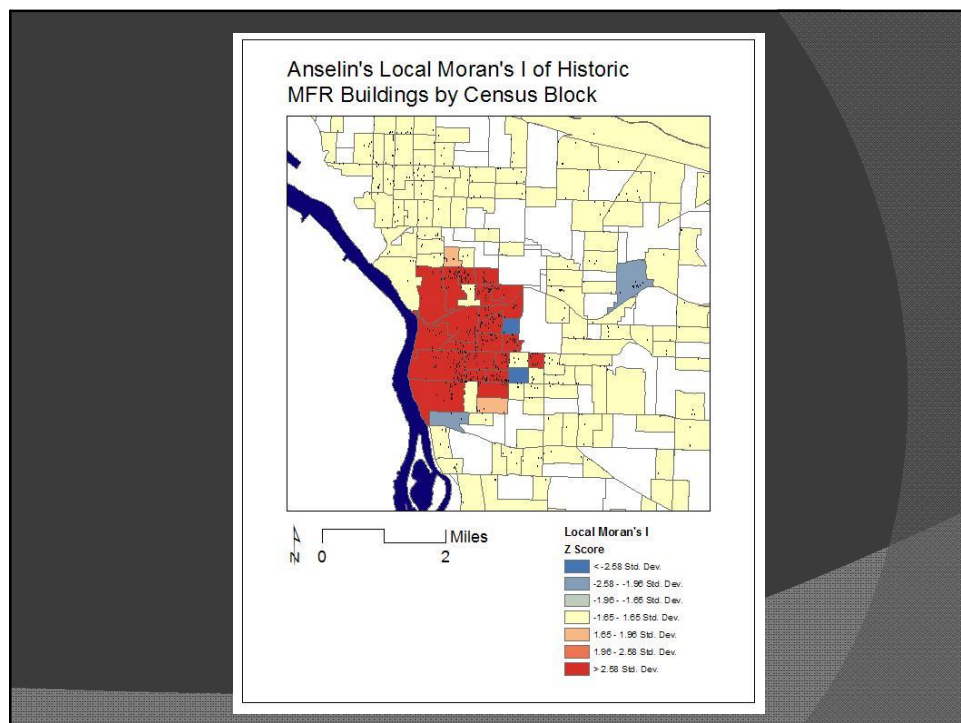 Anselin's Local Moran's I of Historic
MFR Buildings by Census Block
N
0
2
Miles
Local Moran's I
Z Score
< -2.58 Std. Dev.
-2.58 - -1.96 Std. Dev.
-1.96 - -1.65 Std. Dev.
-1.65 - 1.65 Std. Dev.
1.65 - 1.96 Std. Dev.
1.96 - 2.58 Std. Dev.
> 2.58 Std. Dev.